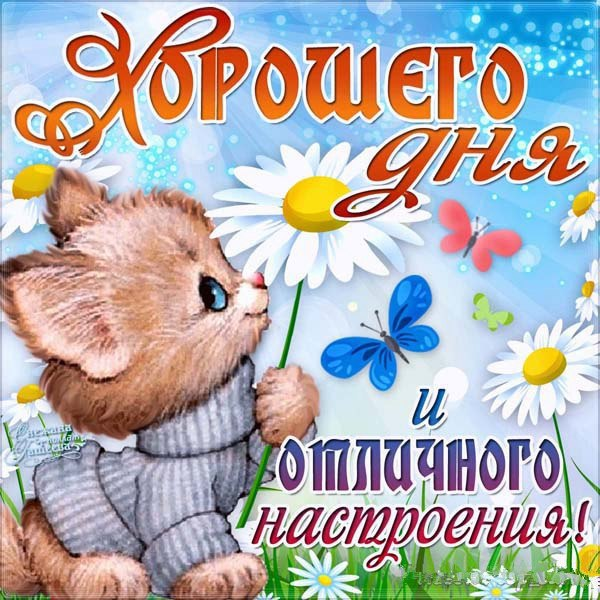 Хорошего
дня
и
отличного
настроения!